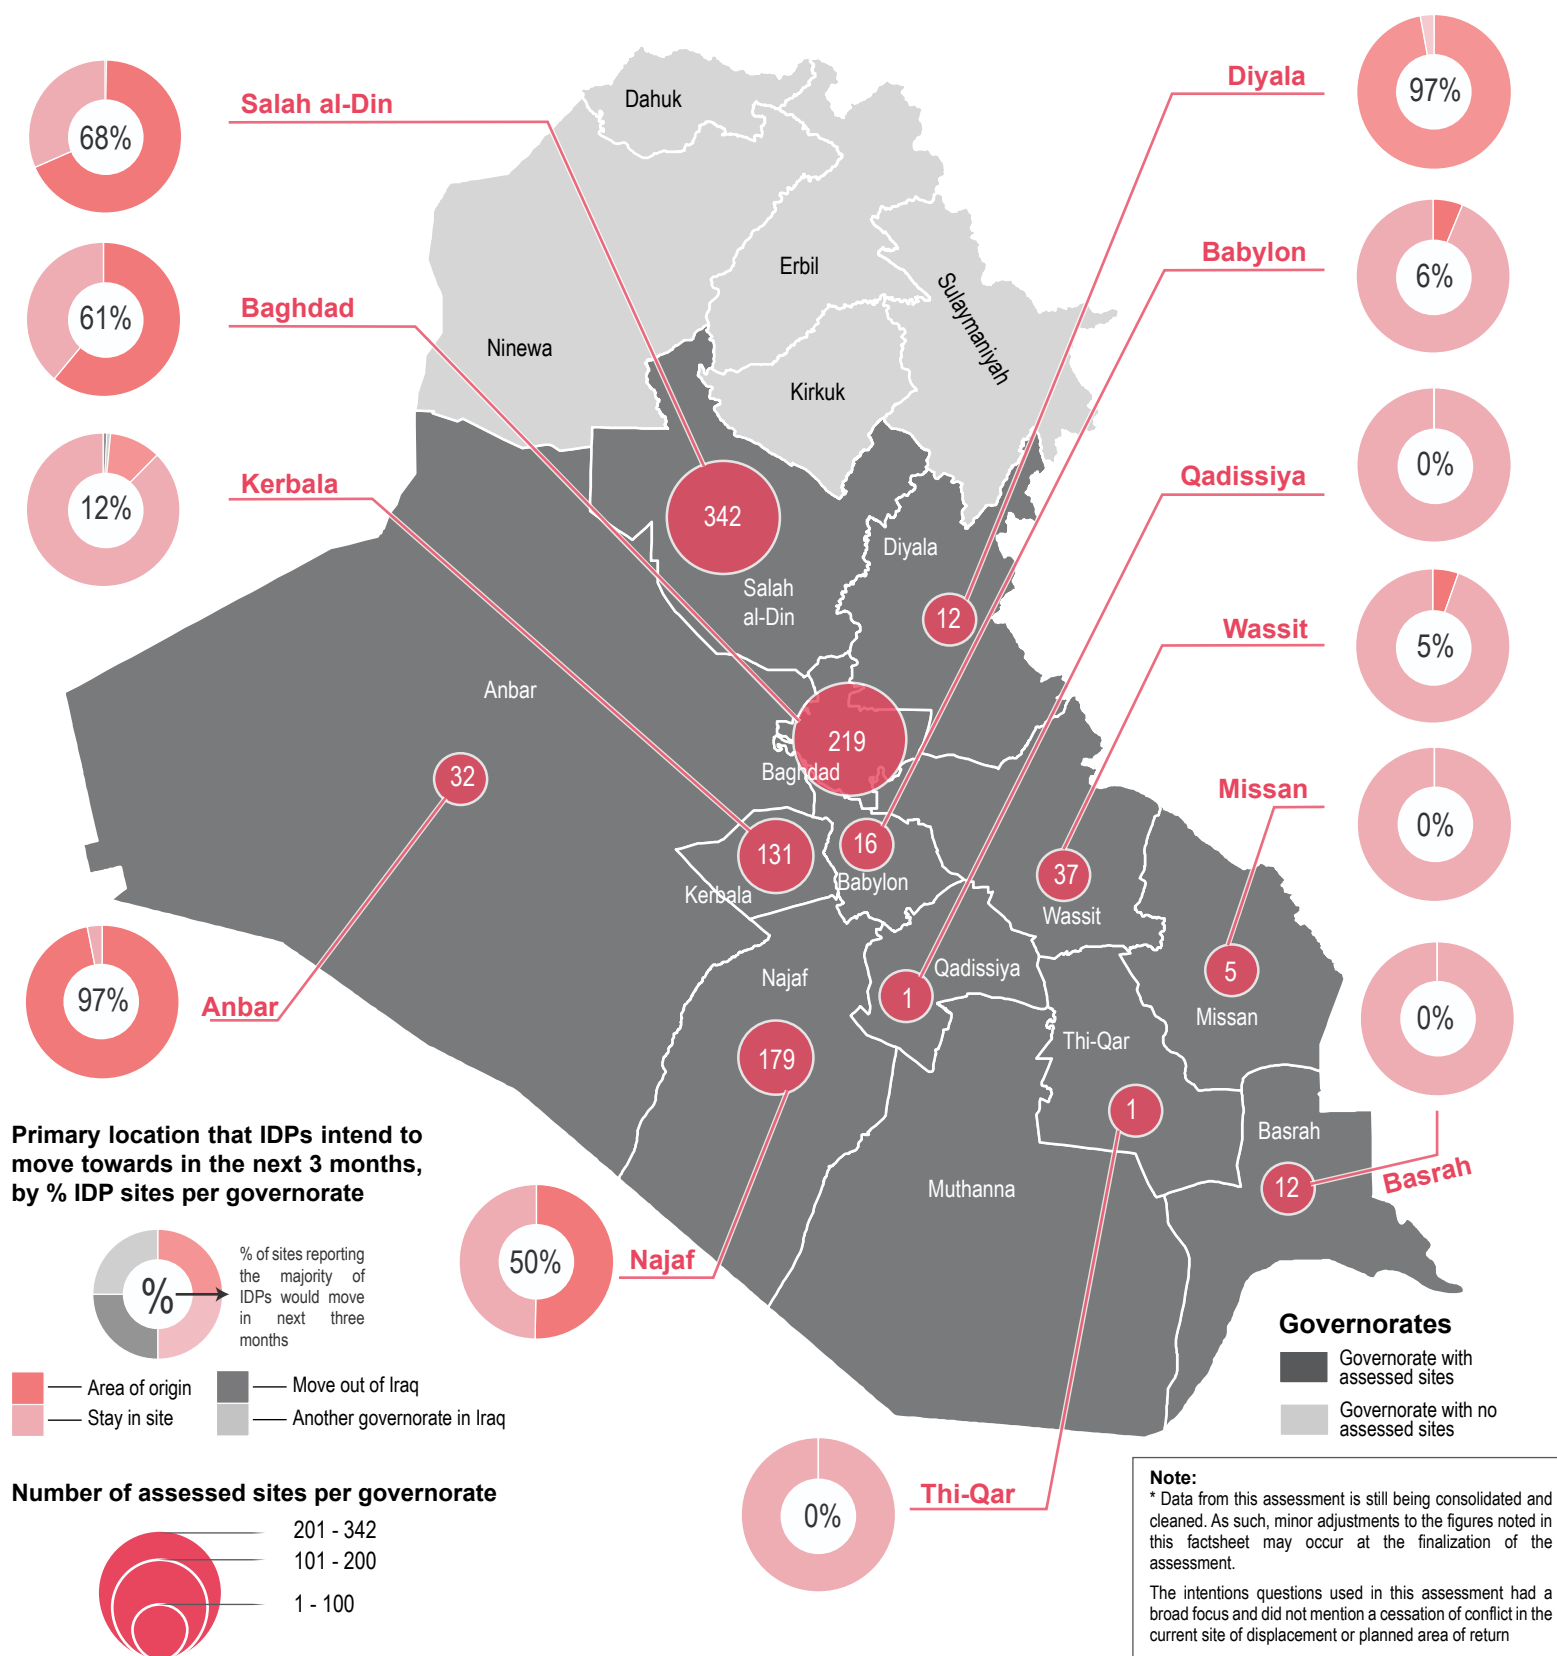 Salah al-Din
68%
Baghdad
61%
Kerbala
12%
Anbar
97%
Diyala
97%
Babylon
6%
Qadissiya
0%
Wassit
5%
Missan
0%
Basrah
0%
Najaf
50%
Thi-Qar
0%
Dahuk
Erbil
Sulaymaniyah
Ninewa
Kirkuk
342
Salah
al-Din
Diyala
12
Anbar
32
219
Baghdad
131
Kerbala
16
Babylon
37
Wassit
Qadissiya
1
5
Missan
Najaf
179
Thi-Qar
1
Basrah
12
Muthanna
Primary location that IDPs intend to
move towards in the next 3 months,
by % IDP sites per governorate
%
% of sites reporting
the majority of
IDPs would move
in next three
months
Area of origin
Move out of Iraq
Stay in site
Another governorate in Iraq
Number of assessed sites per governorate
201 - 342
101 - 200
1 - 100
Governorates
Governorate with
assessed sites
Governorate with no
assessed sites
Note:
* Data from this assessment is still being consolidated and
cleaned. As such, minor adjustments to the figures noted in
this factsheet may occur at the finalization of the
assessment.
The intentions questions used in this assessment had a
broad focus and did not mention a cessation of conflict in the
current site of displacement or planned area of return